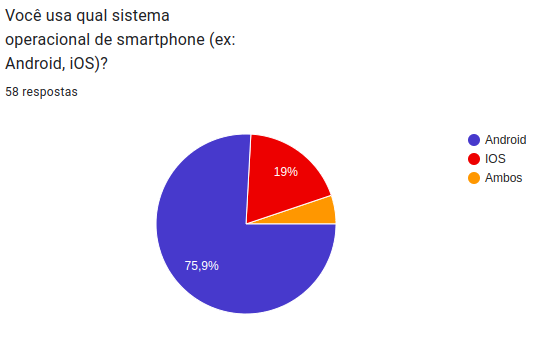 Você usa qual sistema
operacional de smartphone (ex:
Android, iOS)?
58 respostas
Android
IOS
Ambos
19%
75,9%